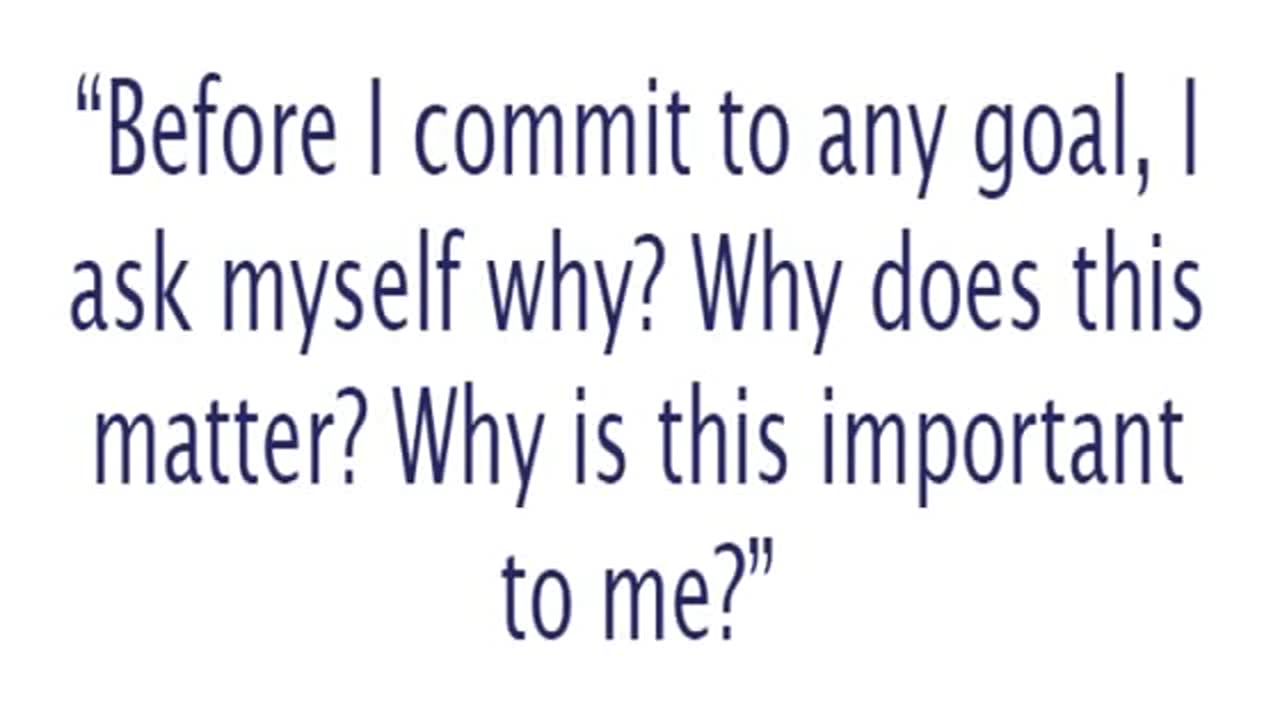 “Before I commit to any goal, I
ask myself why? Why does this
matter? Why is this important
to me?”